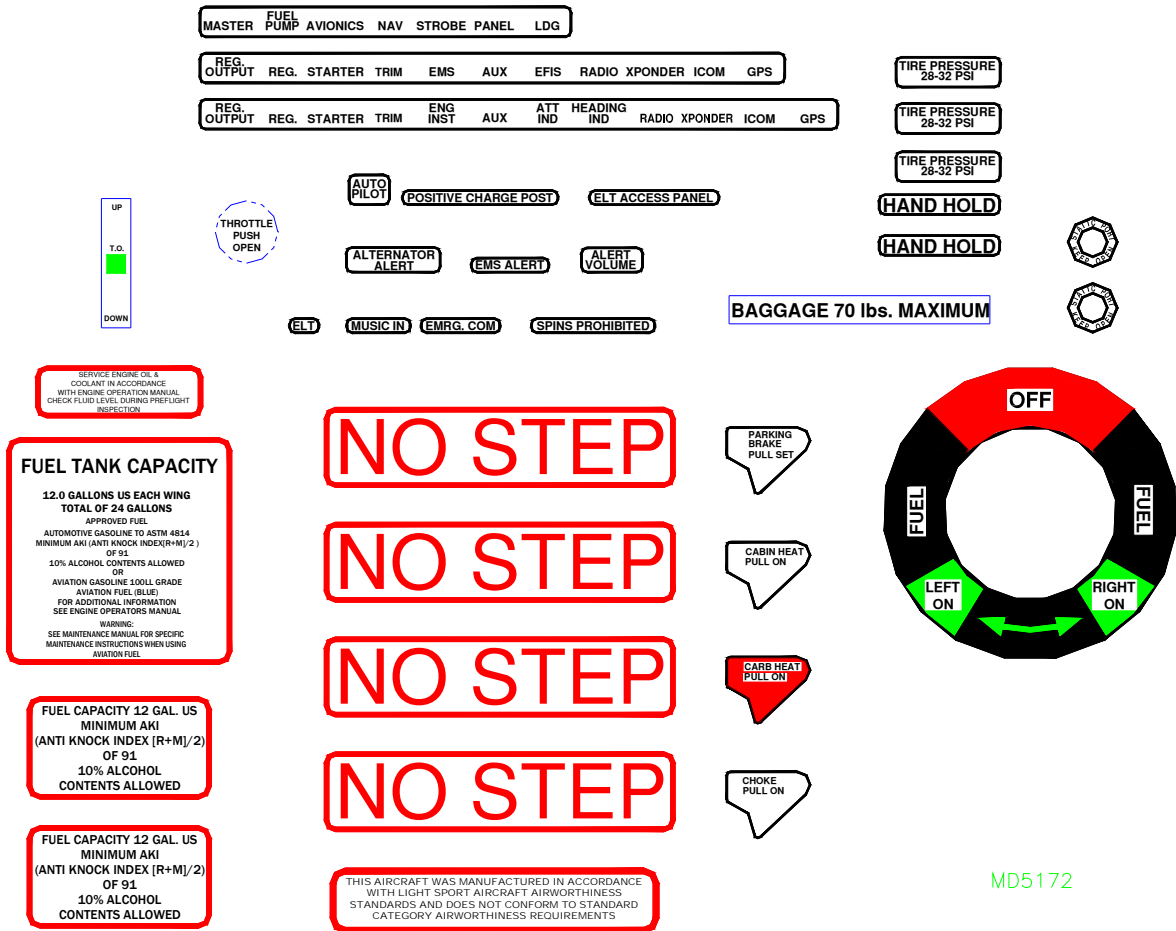 MASTER FUEL PUMP AVIONICS NAV STROBE PANEL LDG
REG. OUTPUT REG. STARTER TRIM EMS AUX EFIS RADIO XPONDER ICOM GPS
REG. OUTPUT REG. STARTER TRIM ENG INST AUX ATT IND HEADING IND RADIO XPONDER ICOM GPS
TIRE PRESSURE
28-32 PSI
TIRE PRESSURE
28-32 PSI
TIRE PRESSURE
28-32 PSI
HAND HOLD
HAND HOLD
AUTO
PILOT
POSITIVE CHARGE POST
ELT ACCESS PANEL
UP
T.O.
DOWN
THROTTLE
PUSH
OPEN
ALTERNATOR
ALERT
EMS ALERT
ALERT
VOLUME
STATIC PORT
KEEP OPEN
STATIC PORT
KEEP OPEN
BAGGAGE 70 lbs. MAXIMUM
ELT
MUSIC IN
EMRG. COM
SPINS PROHIBITED
SERVICE ENGINE OIL &
COOLANT IN ACCORDANCE
WITH ENGINE OPERATION MANUAL
CHECK FLUID LEVEL DURING PREFLIGHT
INSPECTION
FUEL TANK CAPACITY
12.0 GALLONS US EACH WING
TOTAL OF 24 GALLONS
APPROVED FUEL
AUTOMOTIVE GASOLINE TO ASTM 4814
MINIMUM AKI (ANTI KNOCK INDEX[R+M]/2 )
OF 91
10% ALCOHOL CONTENTS ALLOWED
OR
AVIATION GASOLINE 100LL GRADE
AVIATION FUEL (BLUE)
FOR ADDITIONAL INFORMATION
SEE ENGINE OPERATORS MANUAL
WARNING:
SEE MAINTENANCE MANUAL FOR SPECIFIC
MAINTENANCE INSTRUCTIONS WHEN USING
AVIATION FUEL
FUEL CAPACITY 12 GAL. US
MINIMUM AKI
(ANTI KNOCK INDEX [R+M]/2)
OF 91
10% ALCOHOL
CONTENTS ALLOWED
FUEL CAPACITY 12 GAL. US
MINIMUM AKI
(ANTI KNOCK INDEX [R+M]/2)
OF 91
10% ALCOHOL
CONTENTS ALLOWED
NO STEP
NO STEP
NO STEP
NO STEP
THIS AIRCRAFT WAS MANUFACTURED IN ACCORDANCE
WITH LIGHT SPORT AIRCRAFT AIRWORTHINESS
STANDARDS AND DOES NOT CONFORM TO STANDARD
CATEGORY AIRWORTHINESS REQUIREMENTS
PARKING
BRAKE
PULL SET
CABIN HEAT
PULL ON
CARB HEAT
PULL ON
CHOKE
PULL ON
OFF
FUEL
FUEL
LEFT
ON
RIGHT
ON
MD5172